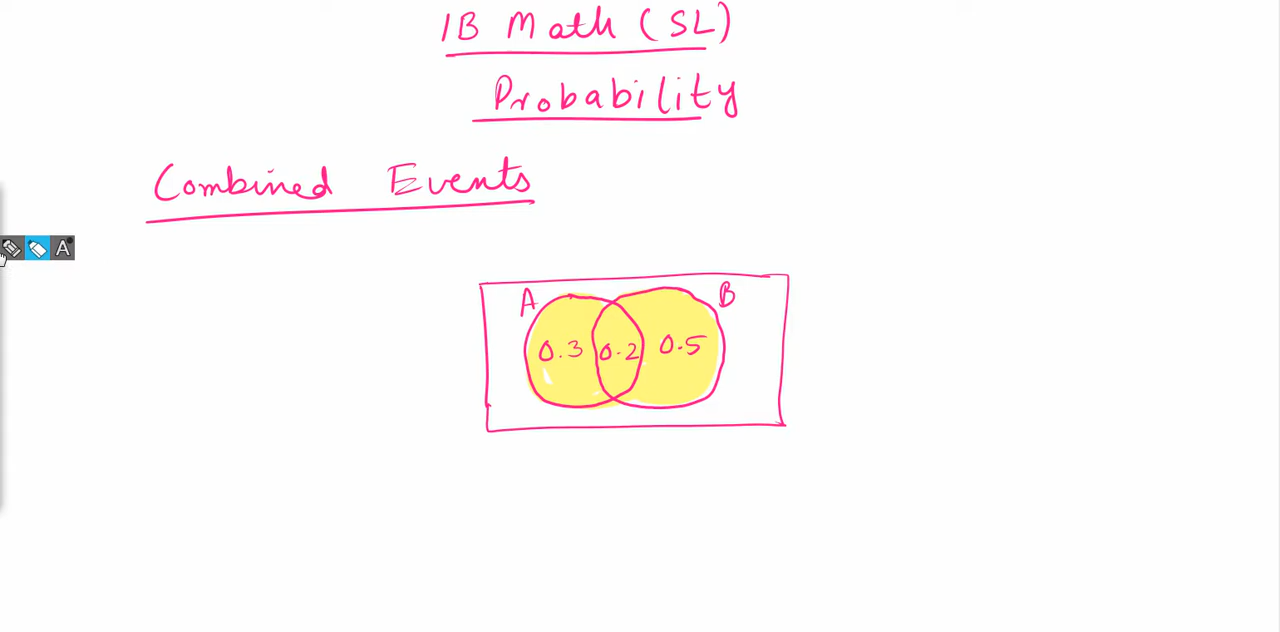 IB Math (SL)
Probability
Combined Events
A
A B
0.3 0.2 0.5